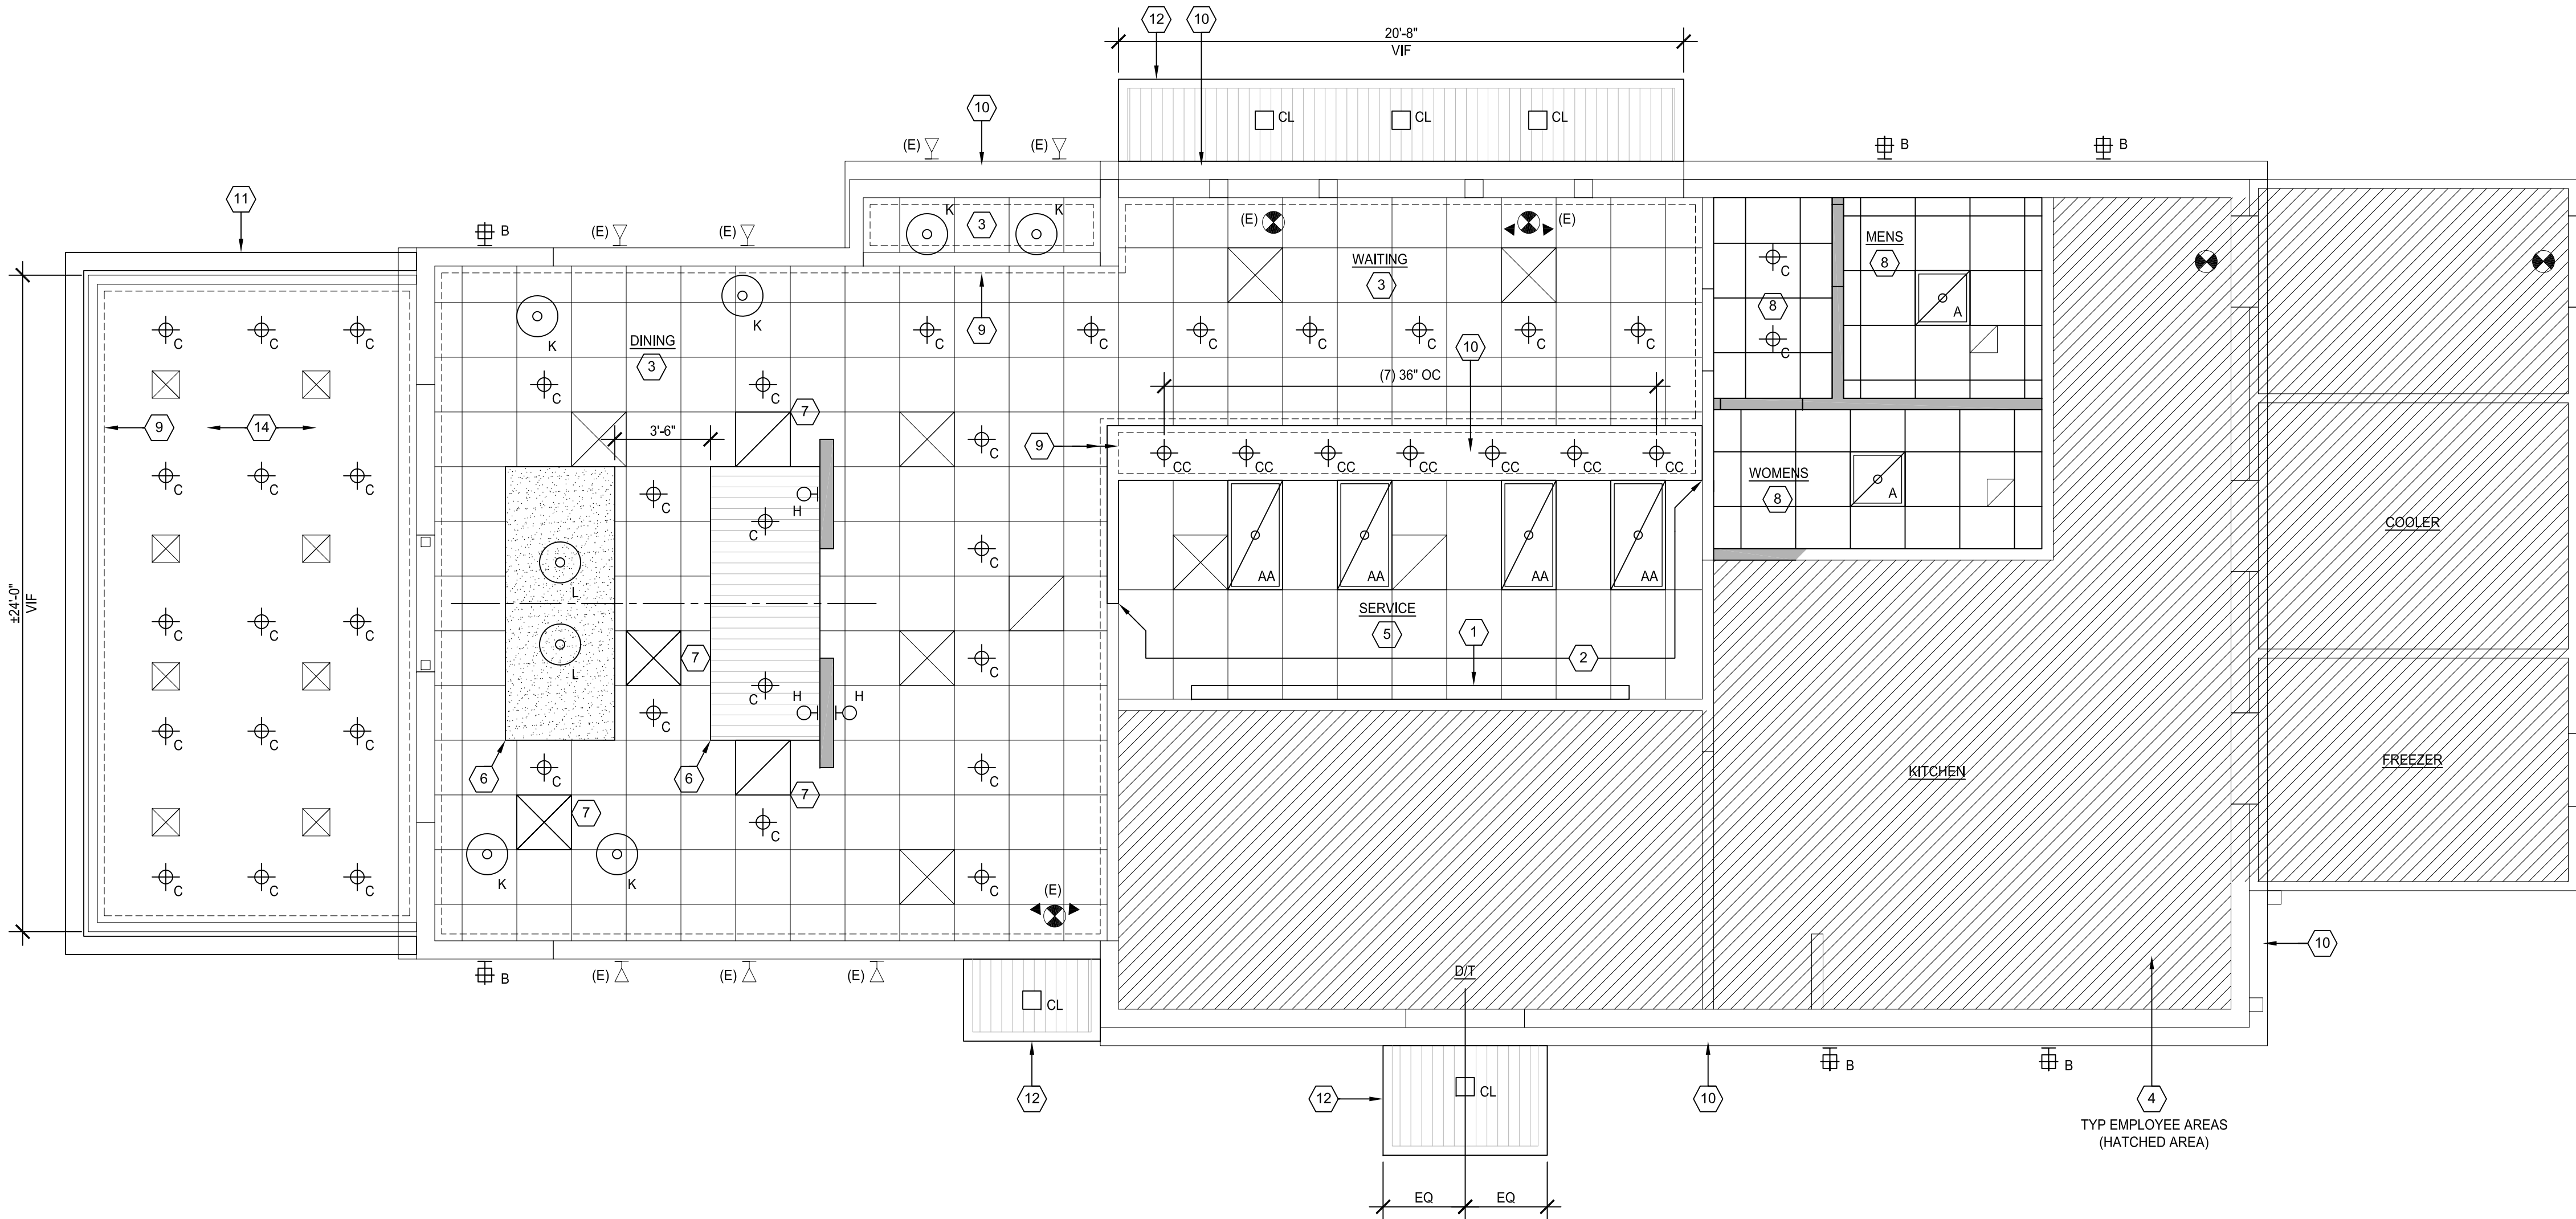 12
10
20'-8"
VIF
10
CL
CL
CL
(E)
(E)
B
B
11
K
3
K
(E)
(E)
B
(E)
(E)
MENS
8
WAITING
3
C
8
C
A
K
K
9
C
C
C
C
C
C
C
C
C
C
DINING
3
10
(7) 36" OC
C
C
7
9
14
3'-6"
C
9
CC
CC
CC
CC
CC
CC
CC
WOMENS
8
A
C
C
C
C
H
C
COOLER
C
AA
AA
AA
AA
L
SERVICE
5
1
±24'-0"
VIF
C
C
C
L
7
C
2
C
H
H
C
C
C
C
6
6
C
C
KITCHEN
FREEZER
7
7
C
K
K
C
C
C
C
(E)
10
B
(E)
(E)
(E)
D/T
CL
B
B
CL
12
12
10
4
TYP EMPLOYEE AREAS
(HATCHED AREA)
EQ
EQ